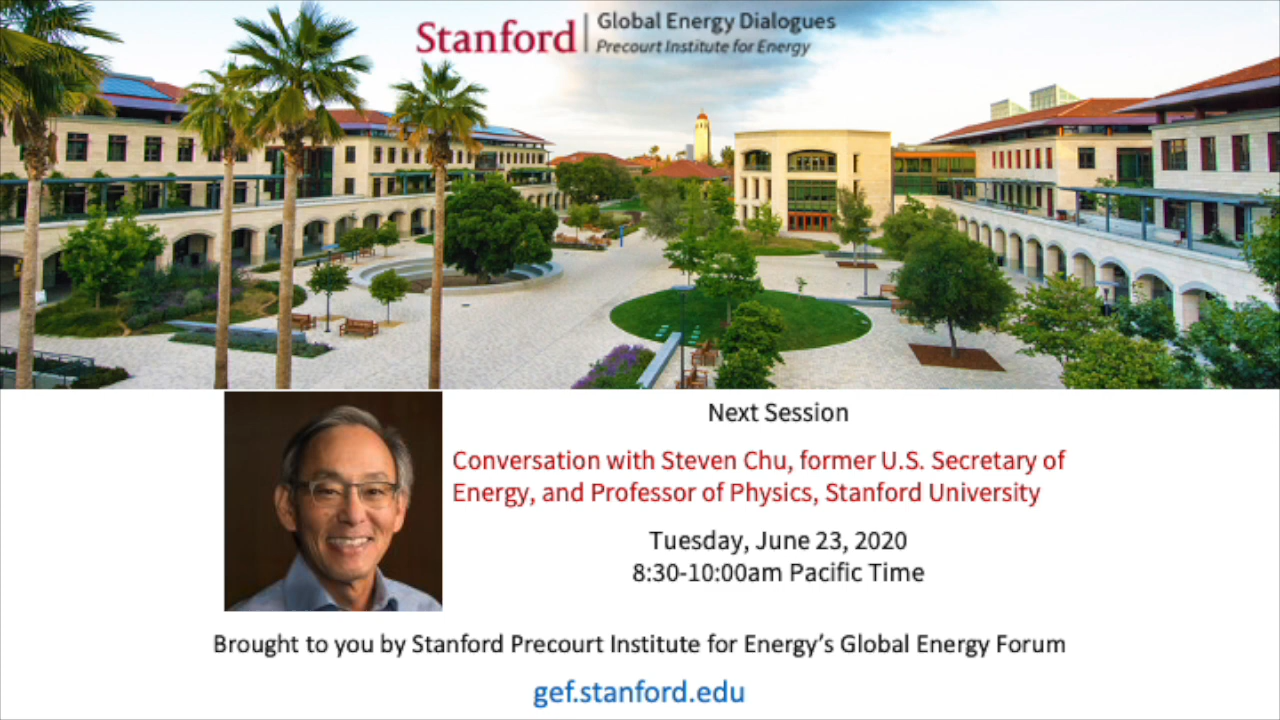 Stanford
Global Energy Dialogues
Precourt Institute for Energy
Next Session
Conversation with Steven Chu, former U.S. Secretary of
Energy, and Professor of Physics, Stanford University
Tuesday, June 23, 2020
8:30-10:00am Pacific Time
Brought to you by Stanford Precourt Institute for Energy’s Global Energy Forum
gef.stanford.edu